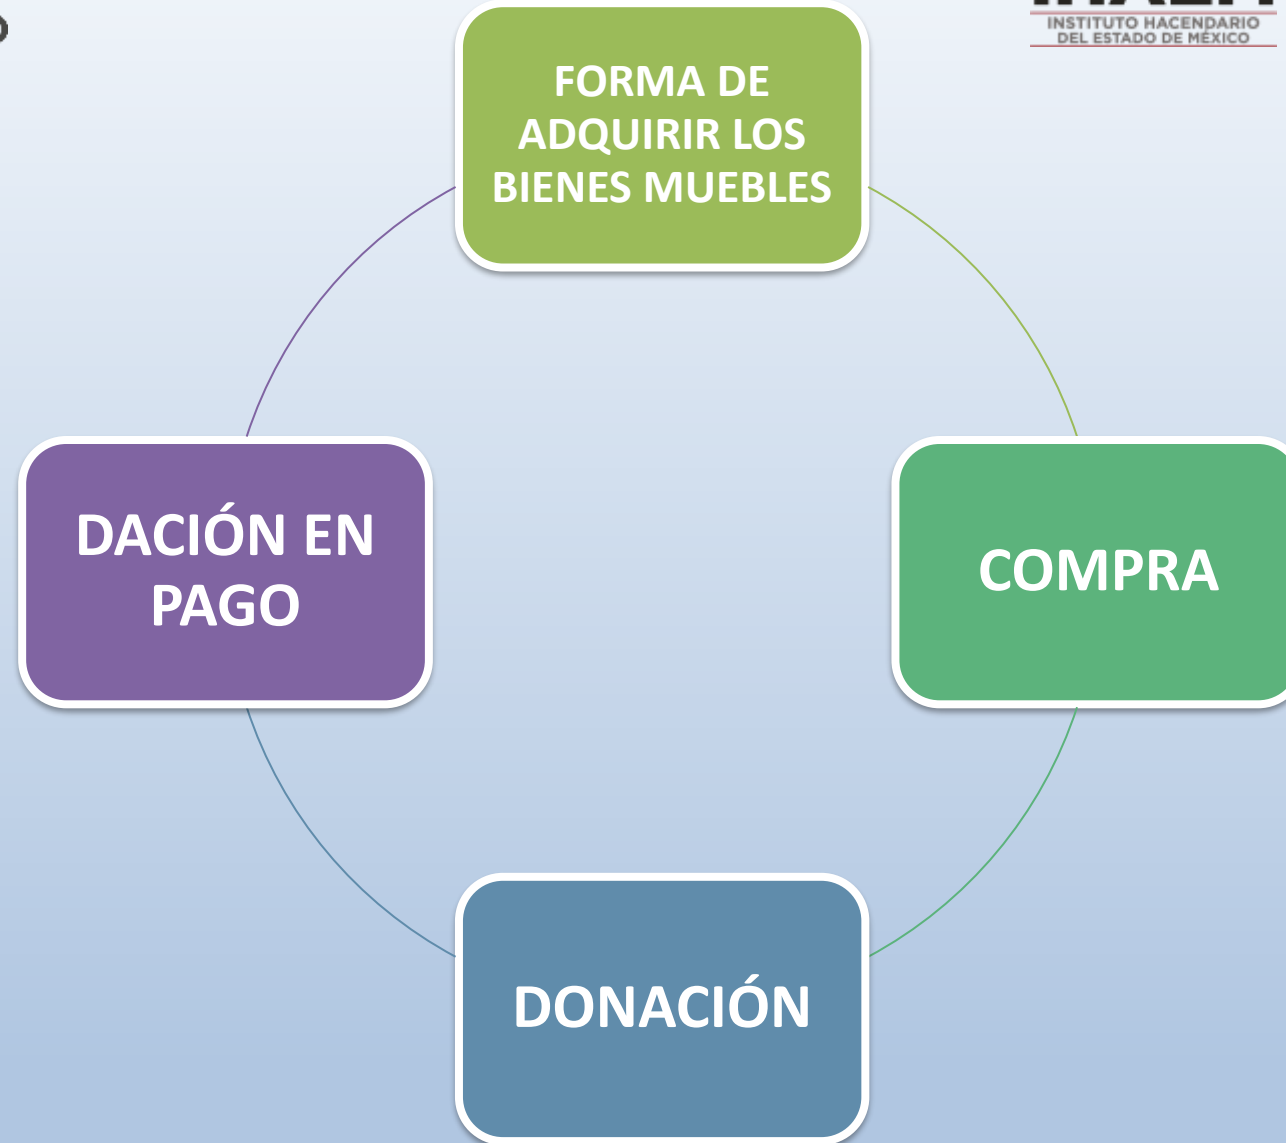 INSTITUTO HACENDARIO
DEL ESTADO DE MÉXICO
FORMA DE
ADQUIRIR LOS
BIENES MUEBLES
DACIÓN EN
PAGO
COMPRA
DONACIÓN